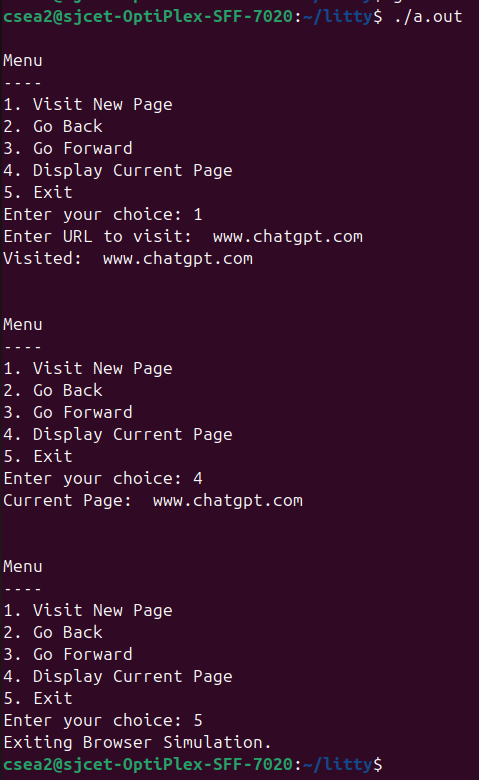 csea2@sjcet-OptiPlex-SFF-7020:~/litty$ ./a.out
Menu
----
1. Visit New Page
2. Go Back
3. Go Forward
4. Display Current Page
5. Exit
Enter your choice: 1
Enter URL to visit:  www.chatgpt.com
Visited:  www.chatgpt.com
Menu
----
1. Visit New Page
2. Go Back
3. Go Forward
4. Display Current Page
5. Exit
Enter your choice: 4
Current Page:  www.chatgpt.com
Menu
----
1. Visit New Page
2. Go Back
3. Go Forward
4. Display Current Page
5. Exit
Enter your choice: 5
Exiting Browser Simulation.
csea2@sjcet-OptiPlex-SFF-7020:~/litty$